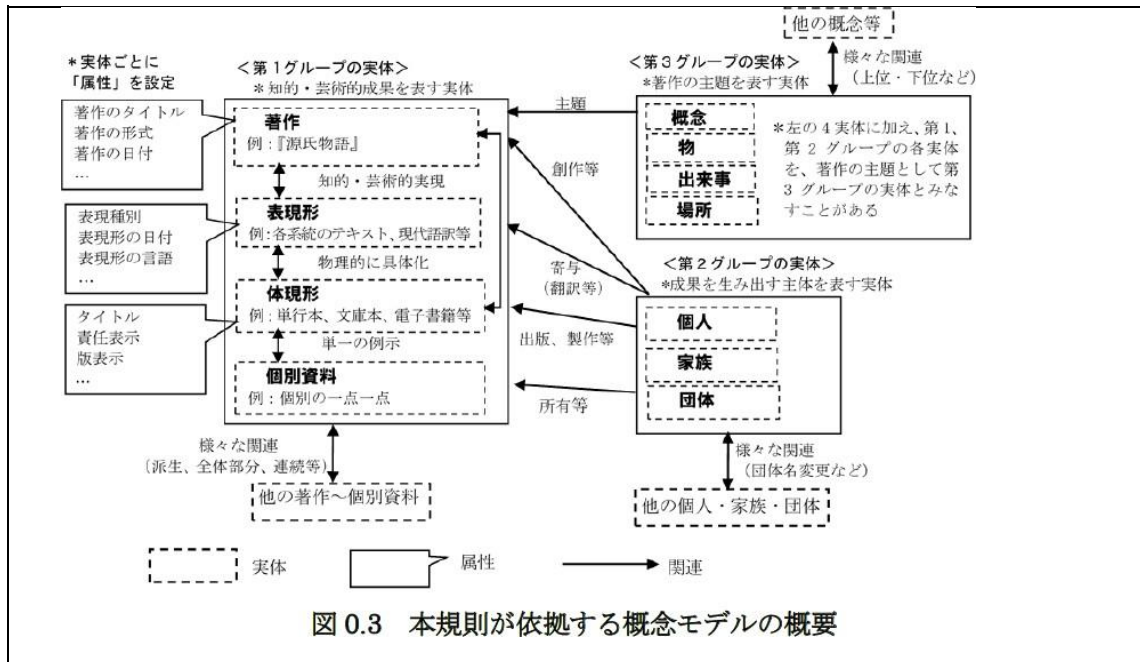 他の概念等
様々な関連
(上位・下位など)
*実体ごとに
「属性」を設定
著作のタイトル
著作の形式
著作の日付
…
表現種別
表現形の日付
表現形の言語
…
タイトル
責任表示
版表示
…
<第1グループの実体>
*知的・芸術的成果を表す実体
著作
例:『源氏物語』
知的・芸術的実現
表現形
例:各系統のテキスト、現代語訳等
物理的に具体化
体現形
例:単行本、文庫本、電子書籍等
単一の例示
個別資料
例:個別の一点一点
様々な関連
(派生、全体部分、連続等)
他の著作~個別資料
主題
創作等
寄与
(翻訳等)
出版、製作等
所有等
<第3グループの実体>
*著作の主題を表す実体
概念
物
出来事
場所
*左の4実体に加え、第1、
第2グループの各実体
を、著作の主題として第
3グループの実体とみな
すことがある
<第2グループの実体>
*成果を生み出す主体を表す実体
個人
家族
団体
様々な関連
(団体名変更など)
他の個人・家族・団体
実体
属性
関連
図 0.3 本規則が依拠する概念モデルの概要